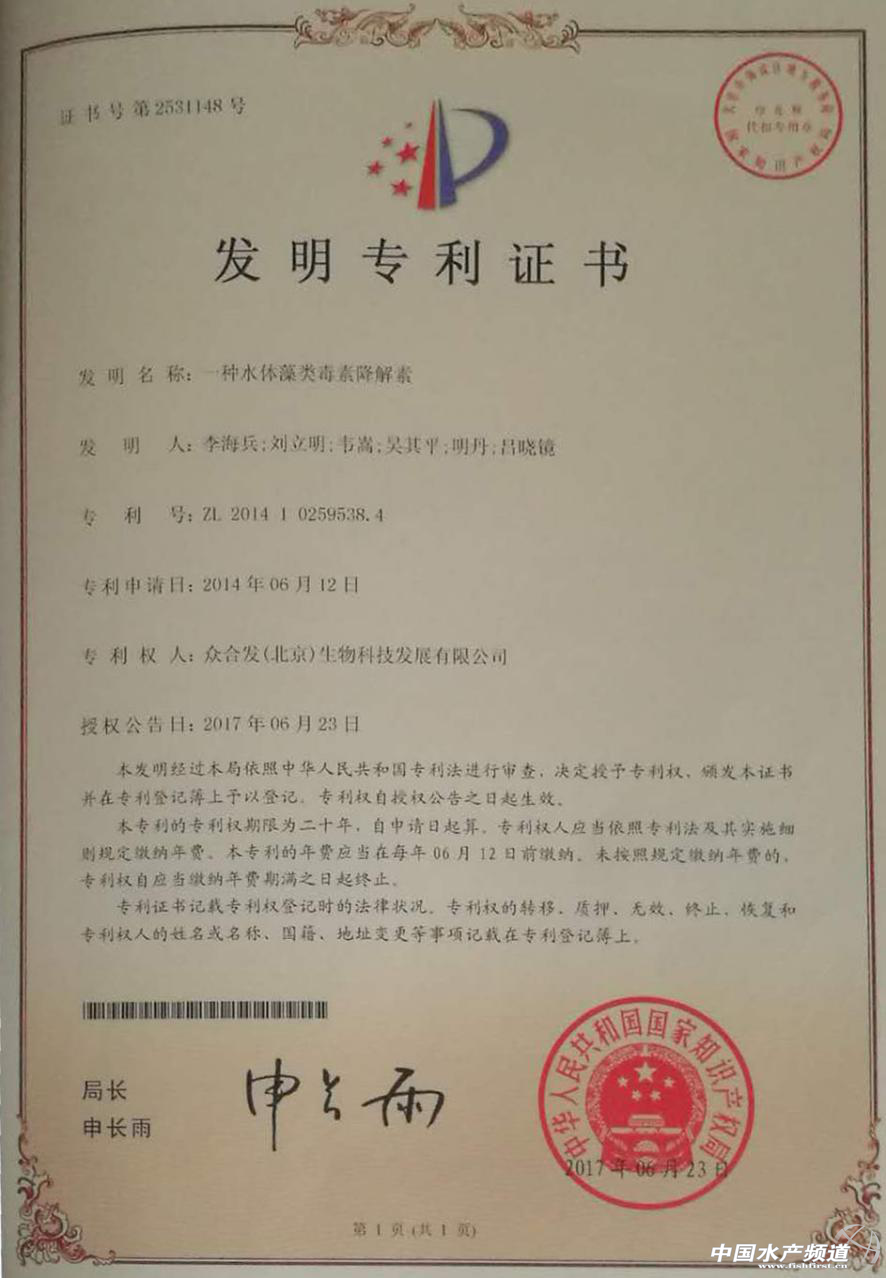 证书号第2531148号
发明专利证书
发明名称：一种水体藻类毒素降解素
发明人：李海兵;刘立明;韦嵩;吴其平;明丹;吕晓镜
专利号：ZL 2014 1 0259538.4
专利申请日：2014年06月12日
专利权人：众合发(北京)生物科技发展有限公司
授权公告日：2017年06月23日
本发明经过本局依照中华人民共和国专利法进行审查，决定授予专利权，颁发本证书
并在专利登记簿上予以登记。专利权自授权公告之日起生效。
本专利的专利权期限为二十年，自申请日起算。专利权人应当依照专利法及其实施细
则规定缴纳年费。本专利的年费应当在每年06月12日前缴纳。未按照规定缴纳年费的，
专利权自应当缴纳年费期满之日起终止。
专利证书记载专利权登记时的法律状况。专利权的转移、质押、无效、终止、恢复和
专利权人的姓名或名称、国籍、地址变更等事项记载在专利登记簿上。
局长
申长雨
申长雨
中华人民共和国国家知识产权局
2017年06月23日
第1页(共1页)
中国水产频道
www.fishfirst.cn